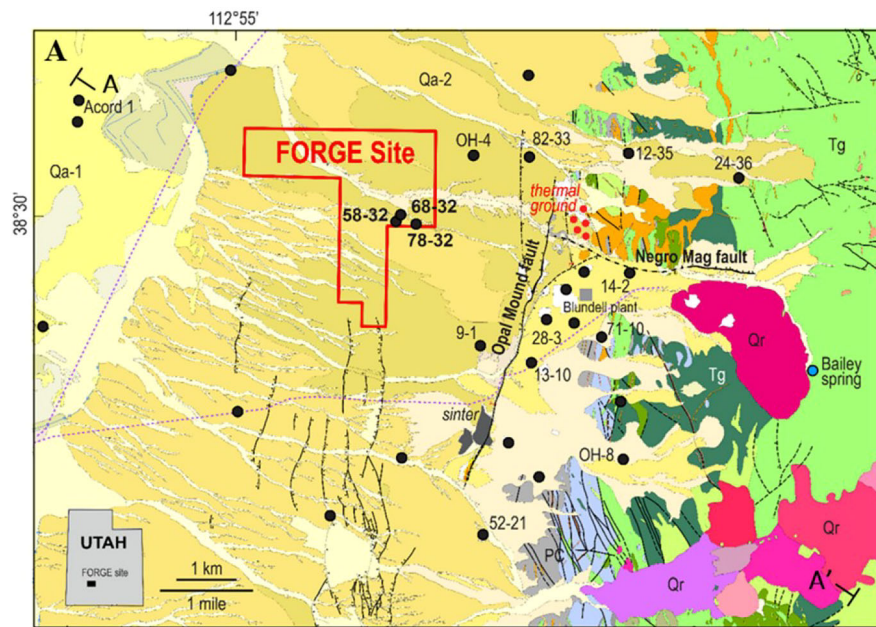 112°55'
A
A
Acord 1
Qa-2
OH-4
82-33
12-35
24-36
Tg
FORGE Site
Qa-1
thermal
ground
38°30
58-32
68-32
78-32
Negro Mag fault
Opal Mound fault
14-2
Blundell plant
9-1
28-3
71-10
Qr
Bailey
spring
13-10
Tg
sinter
OH-8
52-21
UTAH
FORGE site
1 km
1 mile
PC
Qr
Qr
A'